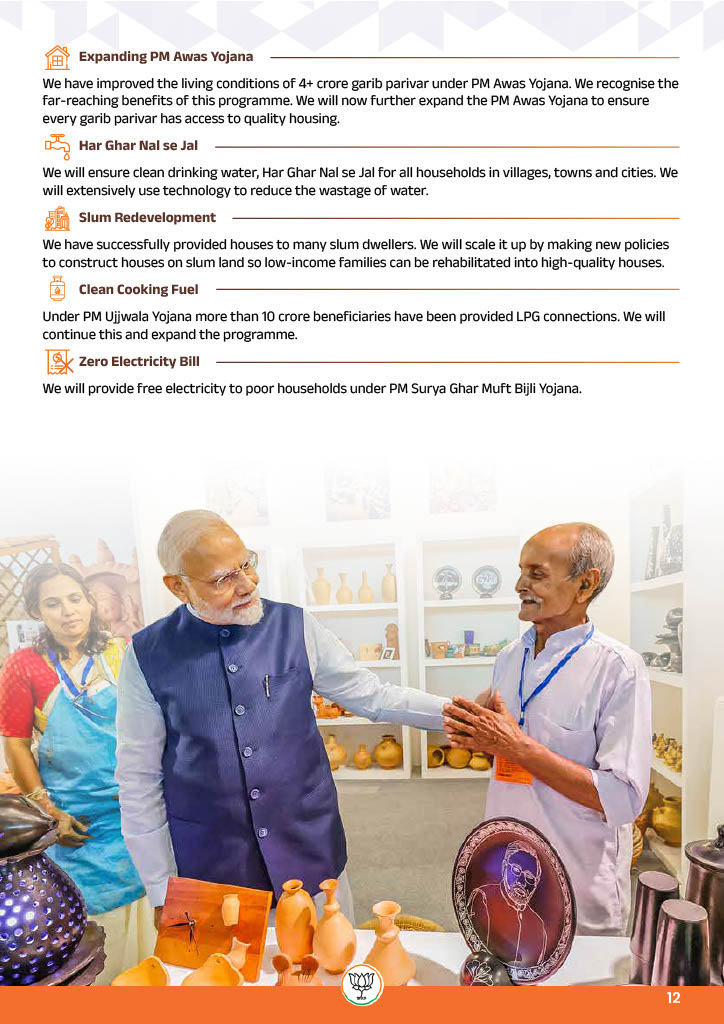 Expanding PM Awas Yojana
We have improved the living conditions of 4+ crore garib parivar under PM Awas Yojana. We recognise the
far-reaching benefits of this programme. We will now further expand the PM Awas Yojana to ensure
every garib parivar has access to quality housing.
Har Ghar Nal se Jal
We will ensure clean drinking water, Har Ghar Nal se Jal for all households in villages, towns and cities. We
will extensively use technology to reduce the wastage of water.
Slum Redevelopment
We have successfully provided houses to many slum dwellers. We will scale it up by making new policies
to construct houses on slum land so low-income families can be rehabilitated into high-quality houses.
Clean Cooking Fuel
Under PM Ujjwala Yojana more than 10 crore beneficiaries have been provided LPG connections. We will
continue this and expand the programme.
Zero Electricity Bill
We will provide free electricity to poor households under PM Surya Ghar Muft Bijli Yojana.
12